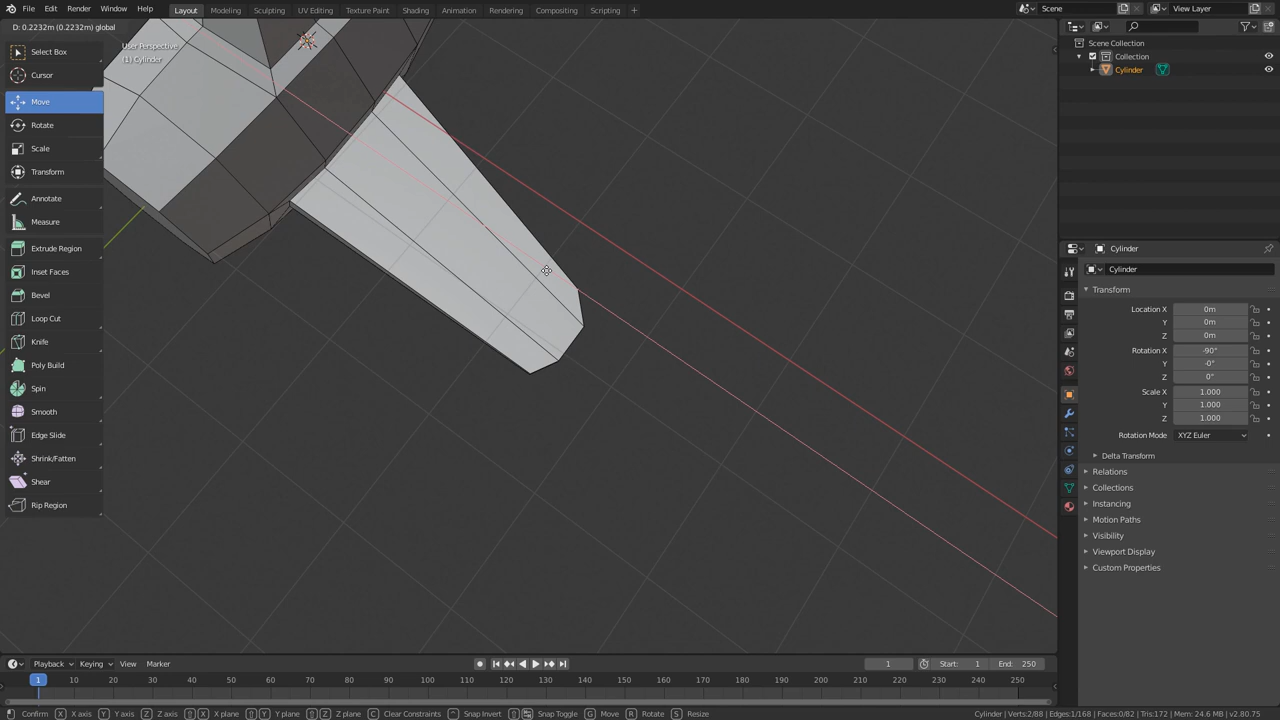 File Edit Render Window Help Layout Modeling Sculpting UV Editing Texture Paint Shading Animation Rendering Compositing Scripting + Scene View Layer
D: 0.2232m (0.2232m) global
User Perspective
(1) Cylinder
Select Box
Cursor
Move
Rotate
Scale
Transform
Annotate
Measure
Extrude Region
Inset Faces
Bevel
Loop Cut
Knife
Poly Build
Spin
Smooth
Edge Slide
Shrink/Fatten
Shear
Rip Region
Scene Collection
Collection
Cylinder
Cylinder
Cylinder
Transform
Location X 0m
Y 0m
Z 0m
Rotation X -90°
Y -0°
Z 0°
Scale X 1.000
Y 1.000
Z 1.000
Rotation Mode XYZ Euler
Delta Transform
Relations
Collections
Instancing
Motion Paths
Visibility
Viewport Display
Custom Properties
Playback Keying View Marker 1 Start: 1 End: 250
1 10 20 30 40 50 60 70 80 90 100 110 120 130 140 150 160 170 180 190 200 210 220 230 240 250
Confirm X X axis Y Y axis Z Z axis X X plane Y Y plane Z Z plane C Clear Constraints Snap Invert Snap Toggle G Move R Rotate S Resize Cylinder | Verts:2/88 | Edges:1/168 | Faces:0/82 | Tris:172 | Mem: 24.6 MB | v2.80.75